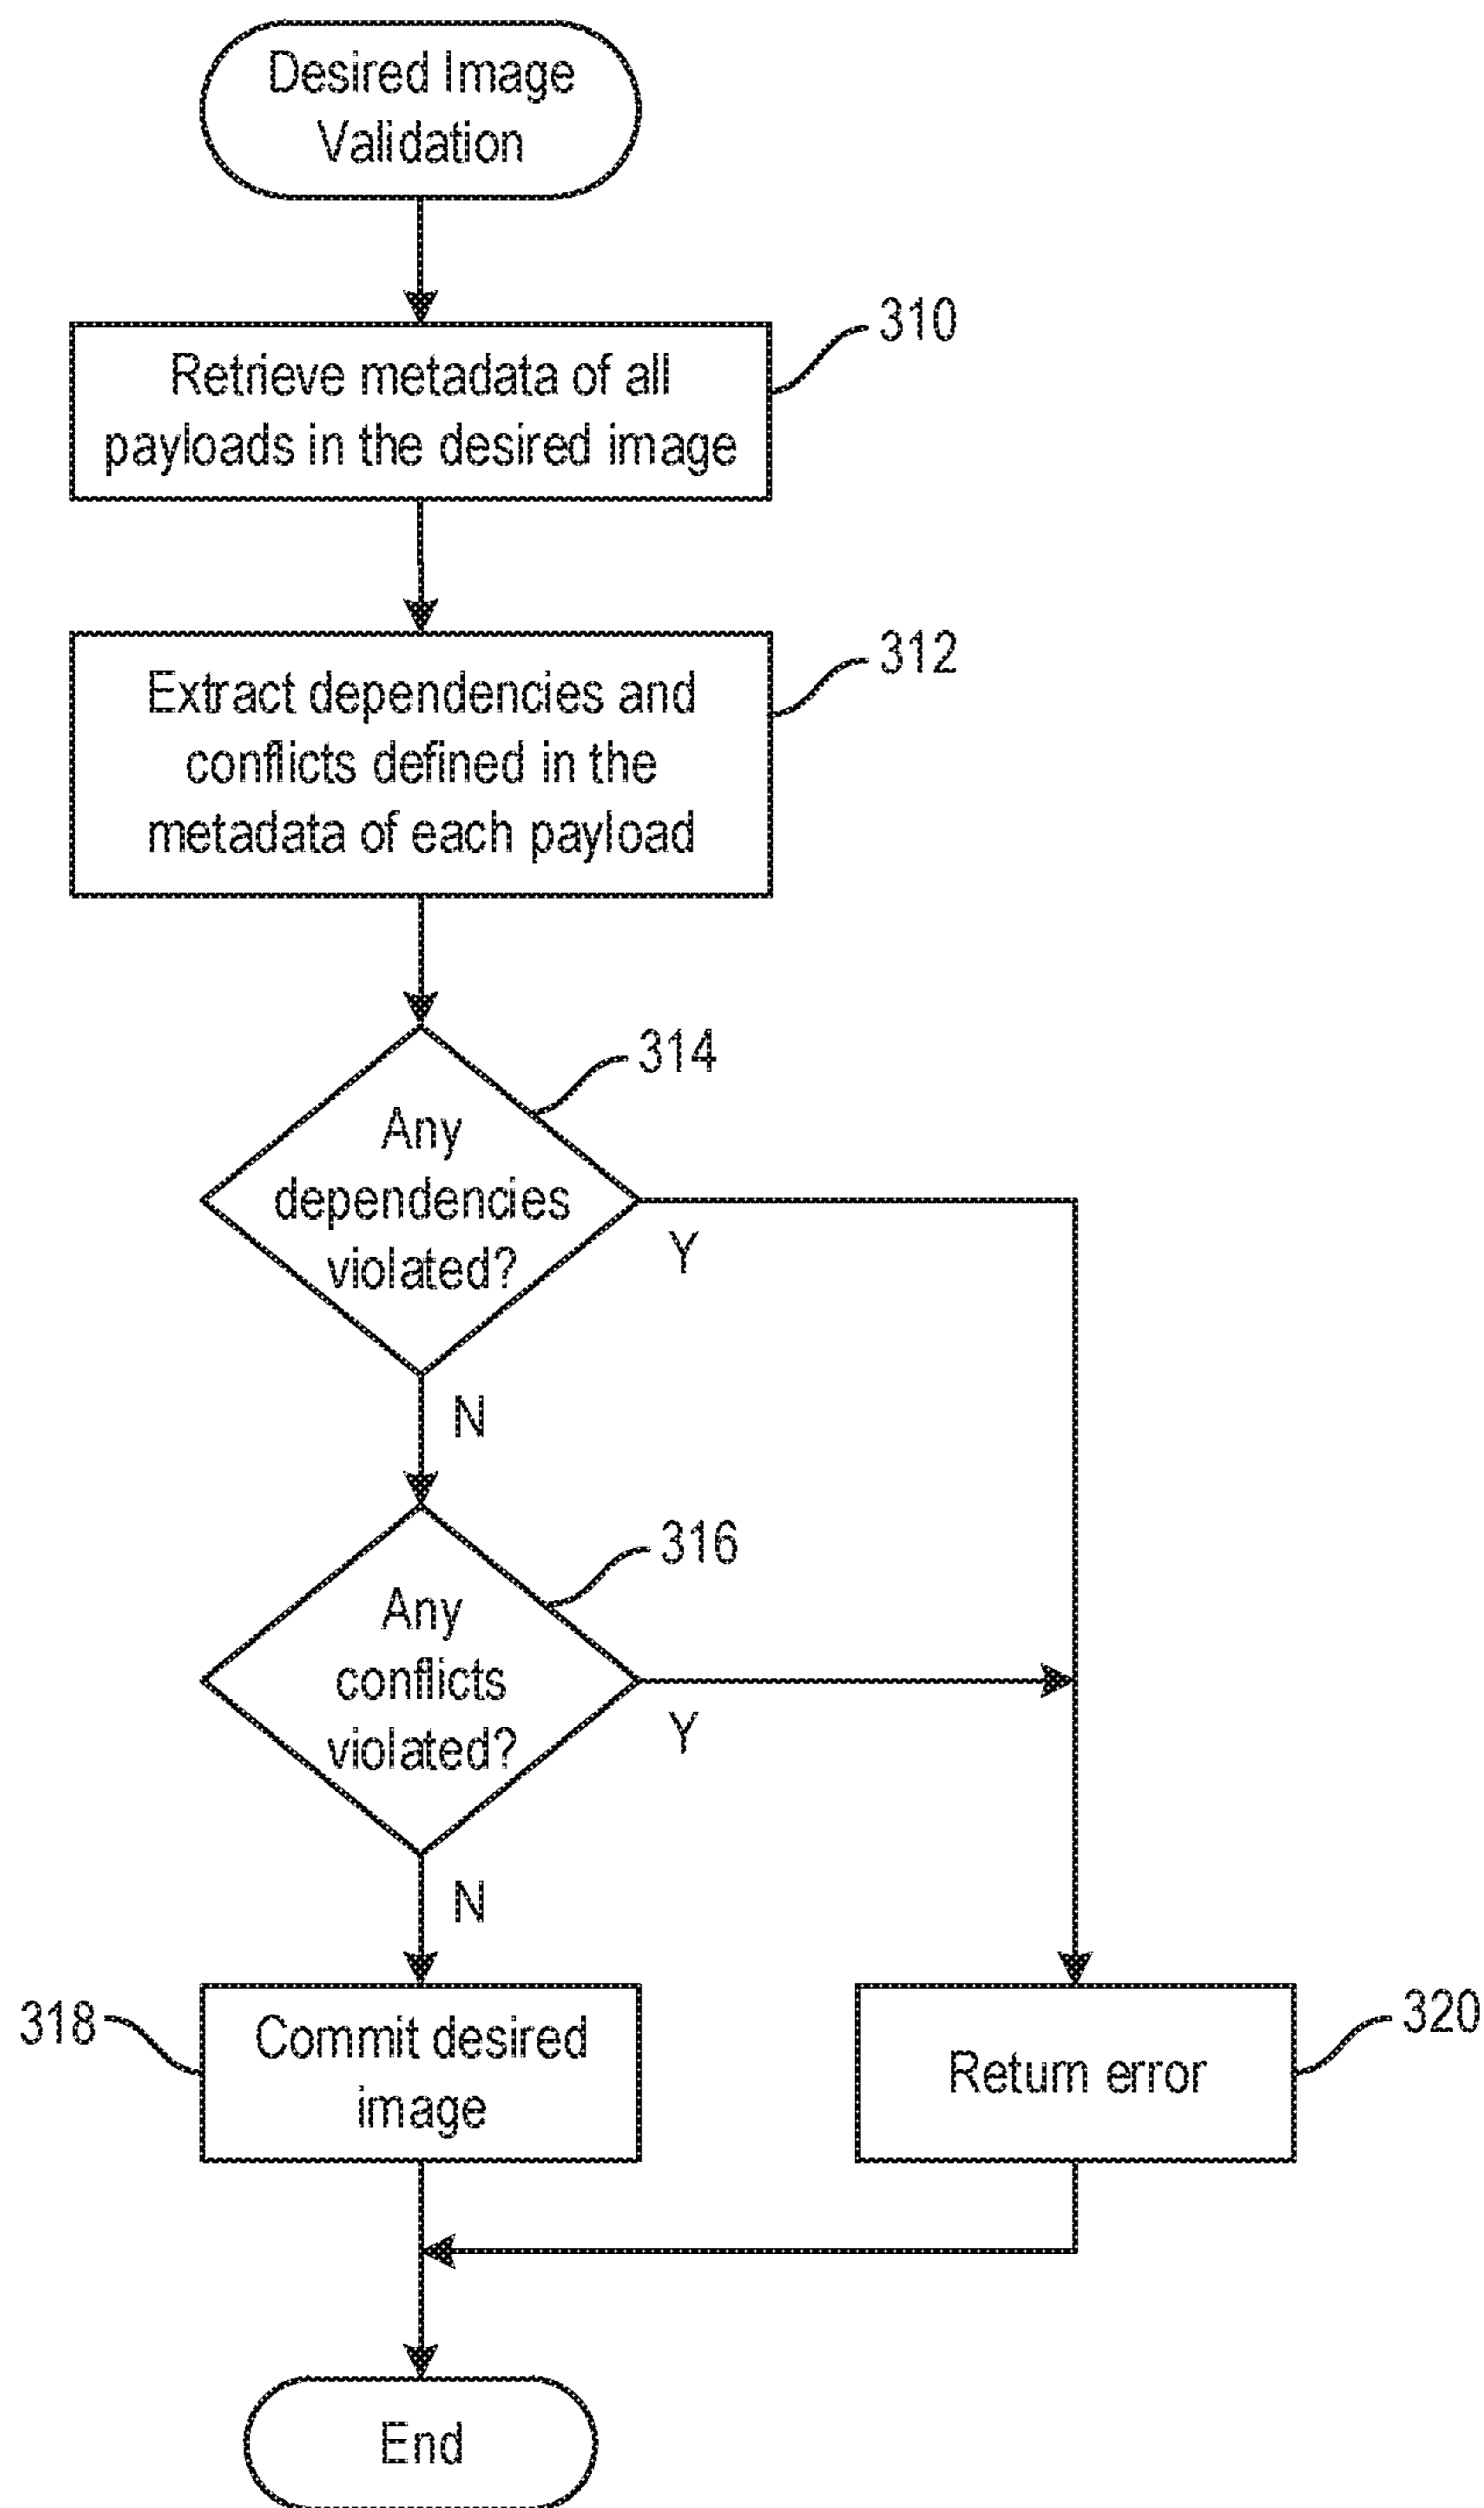 Desired Image
Validation
310
Retrieve metadata of all
payloads in the desired image
312
Extract dependencies and
conflicts defined in the
metadata of each payload
314
Any
dependencies
violated?
Y
N
316
Any
conflicts
violated?
Y
N
318
Commit desired
image
320
Return error
End